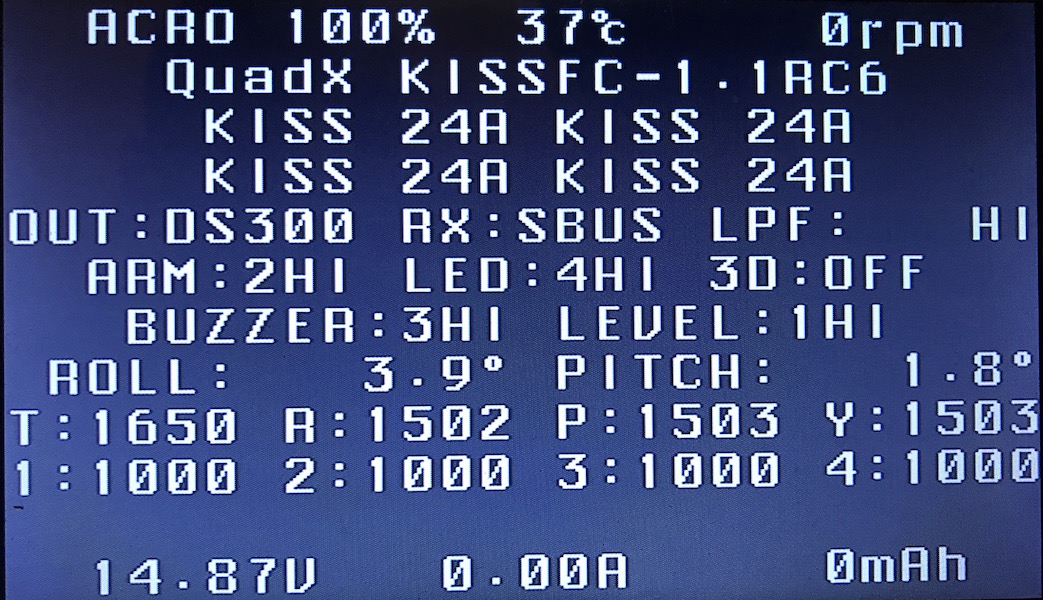 ACRO 100% 37℃ 0rpm
QuadX KISSFC-1.1RC6
KISS 24A KISS 24A
KISS 24A KISS 24A
OUT:DS300 RX:SBUS LPF: HI
ARM:2HI LED:4HI 3D:OFF
BUZZER:3HI LEVEL:1HI
ROLL: 3.9° PITCH: 1.8°
T:1650 R:1502 P:1503 Y:1503
1:1000 2:1000 3:1000 4:1000
14.87V 0.00A 0mAh